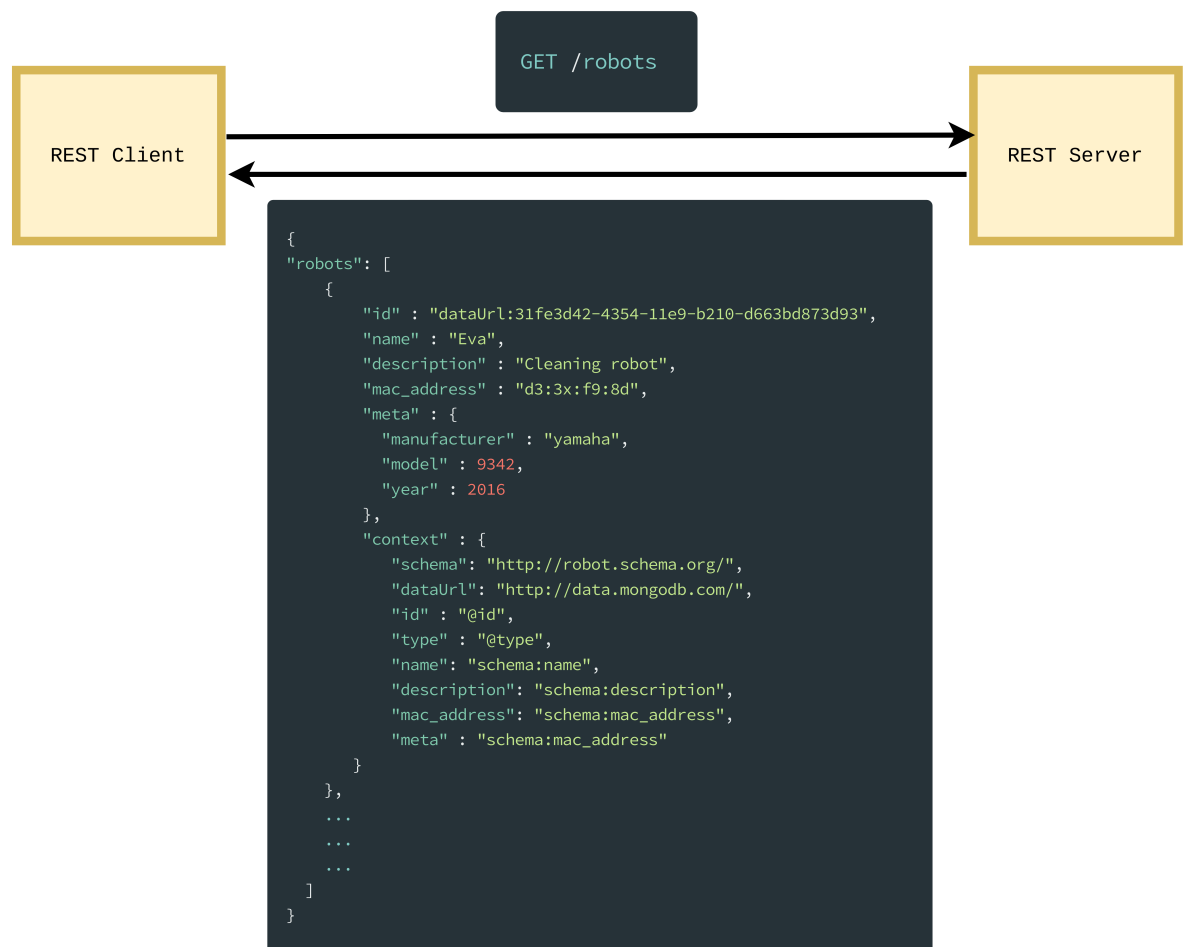 GET /robots
REST Client
REST Server
{
"robots": [
    {
        "id" : "dataUrl:31fe3d42-4354-11e9-b210-d663bd873d93",
        "name" : "Eva",
        "description" : "Cleaning robot",
        "mac_address" : "d3:3x:f9:8d",
        "meta" : {
          "manufacturer" : "yamaha",
          "model" : 9342,
          "year" : 2016
        },
        "context" : {
           "schema": "http://robot.schema.org/",
           "dataUrl": "http://data.mongodb.com/",
           "id" : "@id",
           "type" : "@type",
           "name": "schema:name",
           "description": "schema:description",
           "mac_address": "schema:mac_address",
           "meta" : "schema:mac_address"
       }
    },
    ...
    ...
    ...
  ]
}